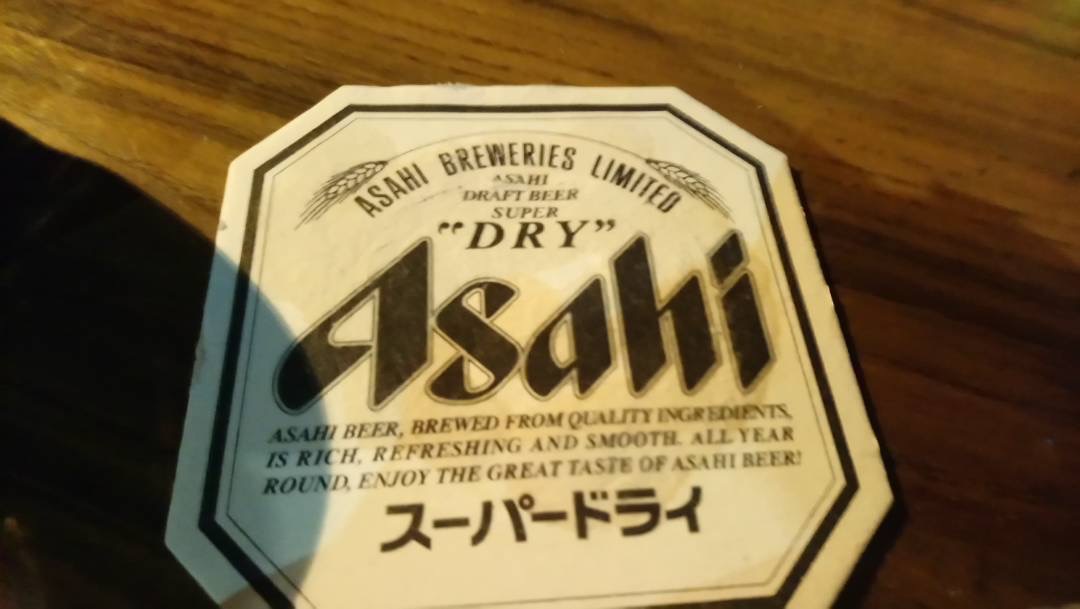 ASAHI BREWERIES LIMITED
ASAHI
DRAFT BEER
SUPER
“DRY”
Asahi
ASAHI BEER, BREWED FROM QUALITY INGREDIENTS,
IS RICH, REFRESHING AND SMOOTH. ALL YEAR
ROUND, ENJOY THE GREAT TASTE OF ASAHI BEER!
スーパードライ